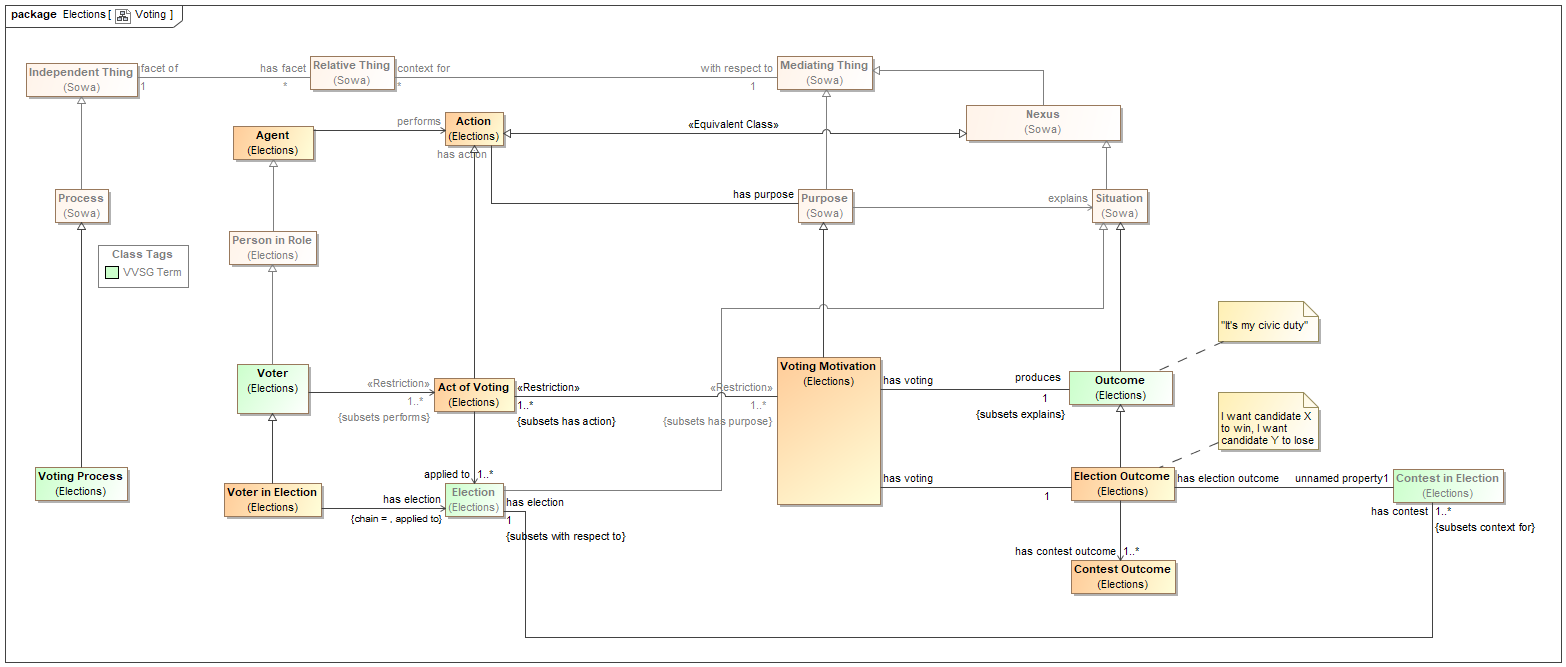 package Elections [ Voting ]
Independent Thing
(Sowa)
facet of
1
has facet
*
Relative Thing
(Sowa)
context for
*
with respect to
1
Mediating Thing
(Sowa)
Agent
(Elections)
performs
Action
(Elections)
has action
«Equivalent Class»
Nexus
(Sowa)
Process
(Sowa)
has purpose
Purpose
(Sowa)
explains
Situation
(Sowa)
Class Tags
VVSG Term
Person in Role
(Elections)
"It's my civic duty"
Voter
(Elections)
«Restriction»
1..*
{subsets performs}
Act of Voting
(Elections)
«Restriction»
1..*
{subsets has action}
«Restriction»
1..*
{subsets has purpose}
Voting Motivation
(Elections)
has voting
produces
1
{subsets explains}
Outcome
(Elections)
I want candidate X
to win, I want
candidate Y to lose
Voting Process
(Elections)
Voter in Election
(Elections)
has election
{chain = , applied to}
applied to
1..*
Election
(Elections)
has election
1
{subsets with respect to}
has voting
1
Election Outcome
(Elections)
has election outcome
unnamed property1
Contest in Election
(Elections)
has contest
1..*
{subsets context for}
has contest outcome
1..*
Contest Outcome
(Elections)